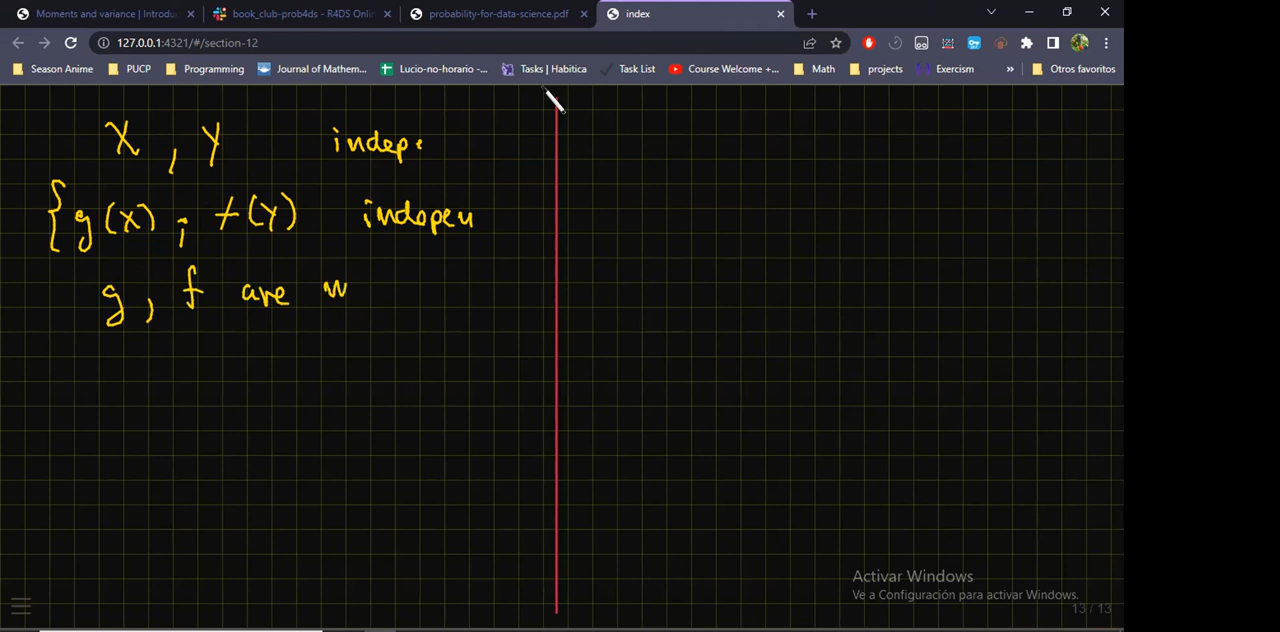 Moments and variance | Introduc
book_club-prob4ds - R4DS Onlin
probability-for-data-science.pdf
index
127.0.0.1:4321/#/section-12
Season Anime
PUCP
Programming
Journal of Mathem...
Lucio-no-horario -...
Tasks | Habitica
Task List
Course Welcome +...
Math
projects
Exercism
»
Otros favoritos
X , Y indep.
{g(X) ; f(Y) indepen
g, f are
Activar Windows
Ve a Configuración para activar Windows.
13 / 13